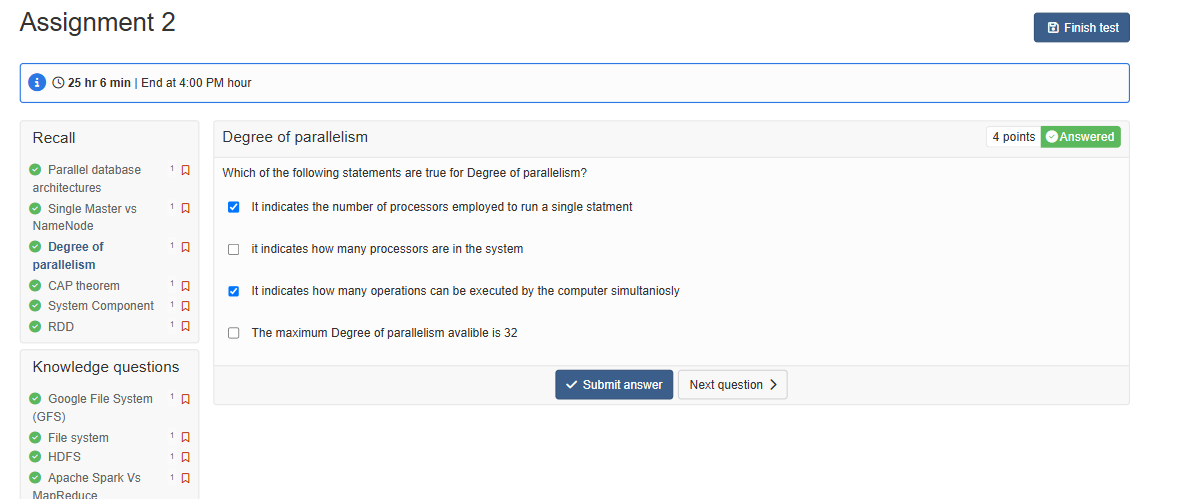 Assignment 2
Finish test
25 hr 6 min | End at 4:00 PM hour
Recall
Parallel database 1
architectures
Single Master vs 1
NameNode
Degree of 1
parallelism
CAP theorem 1
System Component 1
RDD 1
Knowledge questions
Google File System 1
(GFS)
File system 1
HDFS 1
Apache Spark Vs 1
MapReduce
Degree of parallelism
4 points Answered
Which of the following statements are true for Degree of parallelism?
It indicates the number of processors employed to run a single statment
it indicates how many processors are in the system
It indicates how many operations can be executed by the computer simultaniosly
The maximum Degree of parallelism avalible is 32
Submit answer
Next question